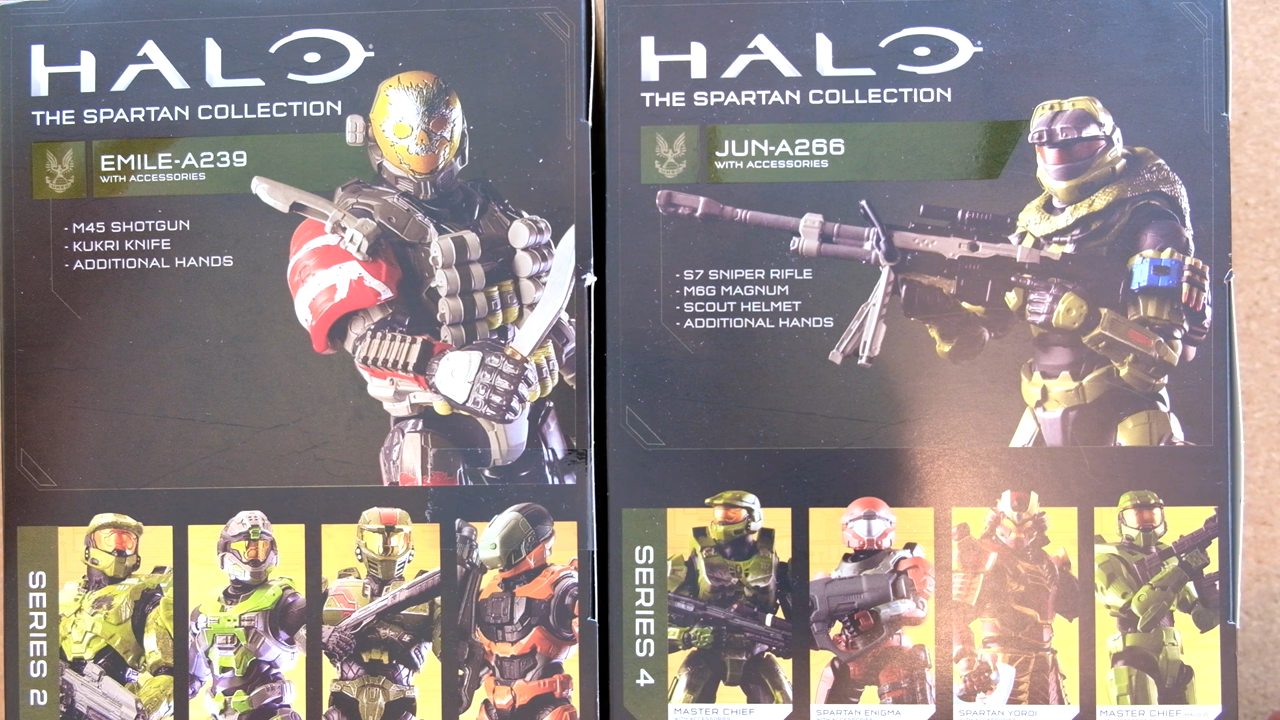 HALO
THE SPARTAN COLLECTION
EMILE-A239
WITH ACCESSORIES
- M45 SHOTGUN
- KUKRI KNIFE
- ADDITIONAL HANDS
SERIES 2
HALO
THE SPARTAN COLLECTION
JUN-A266
WITH ACCESSORIES
- S7 SNIPER RIFLE
- M6G MAGNUM
- SCOUT HELMET
- ADDITIONAL HANDS
SERIES 4
MASTER CHIEF
SPARTAN ENIGMA
SPARTAN YOROI
MASTER CHIEF